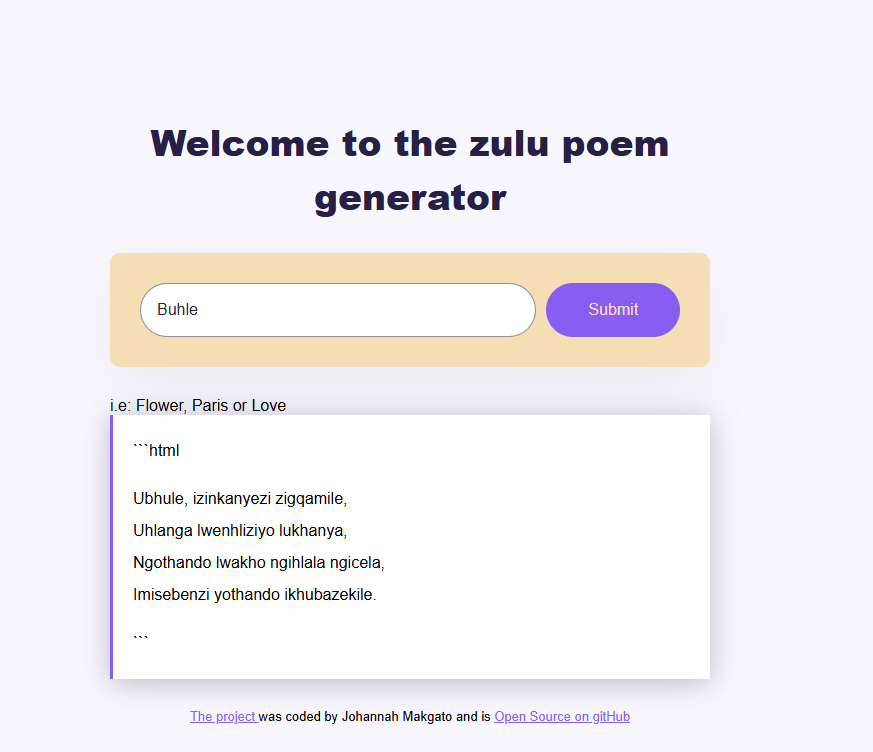 Welcome to the zulu poem
generator
Buhle
Submit
i.e: Flower, Paris or Love
```html
Ubhule, izinkanyezi zigqamile,
Uhlanga lwenhliziyo lukhanya,
Ngothando lwakho ngihlala ngicela,
Imisebenzi yothando ikhubazekile.
```
The project was coded by Johannah Makgato and is Open Source on gitHub